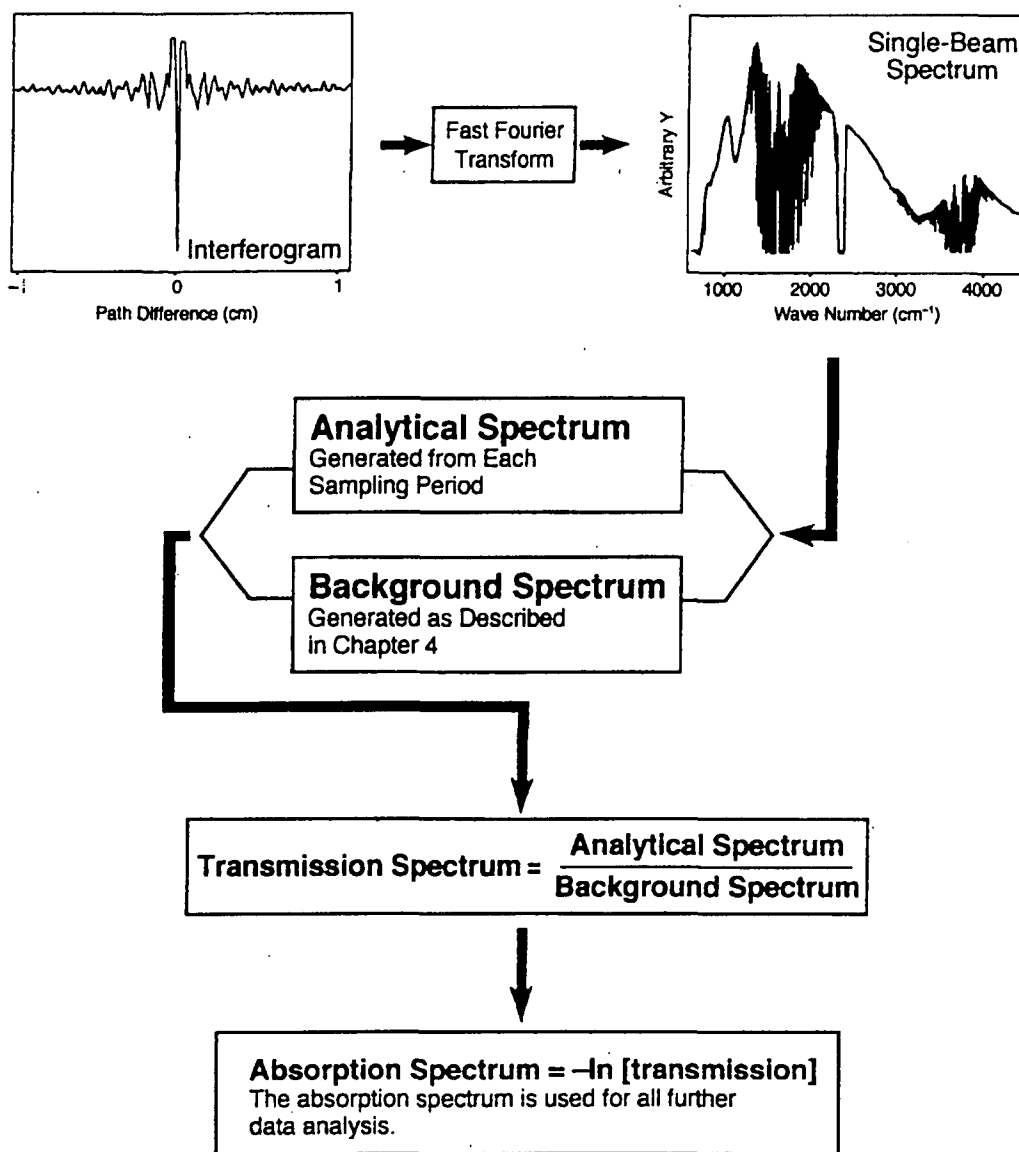 Interferogram
−1
0
1
Path Difference (cm)
Fast Fourier
Transform
Single-Beam
Spectrum
Arbitrary Y
1000
2000
3000
4000
Wave Number (cm⁻¹)
Analytical Spectrum
Generated from Each
Sampling Period
Background Spectrum
Generated as Described
in Chapter 4
Transmission Spectrum = Analytical Spectrum
Background Spectrum
Absorption Spectrum = –ln [transmission]
The absorption spectrum is used for all further
data analysis.